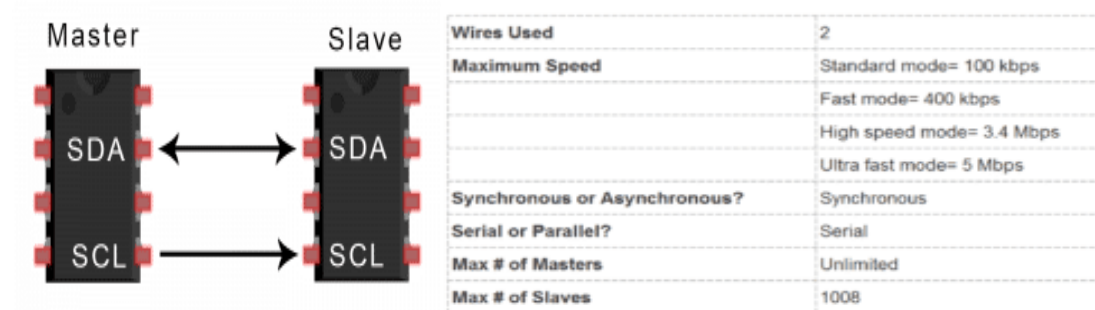 Master
Slave
SDA
SDA
SCL
SCL
Wires Used 2
Maximum Speed Standard mode= 100 kbps
Fast mode= 400 kbps
High speed mode= 3.4 Mbps
Ultra fast mode= 5 Mbps
Synchronous or Asynchronous? Synchronous
Serial or Parallel? Serial
Max # of Masters Unlimited
Max # of Slaves 1008